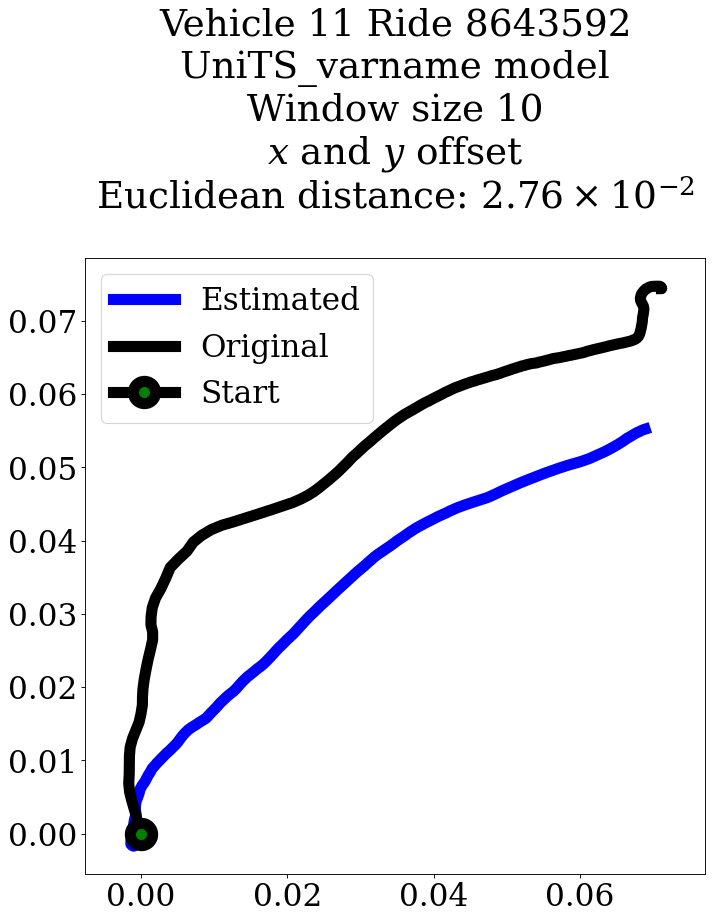 Vehicle 11 Ride 8643592
UniTS_varname model
Window size 10
x and y offset
Euclidean distance: 2.76 × 10⁻²
Estimated
Original
Start
0.07
0.06
0.05
0.04
0.03
0.02
0.01
0.00
0.00 0.02 0.04 0.06